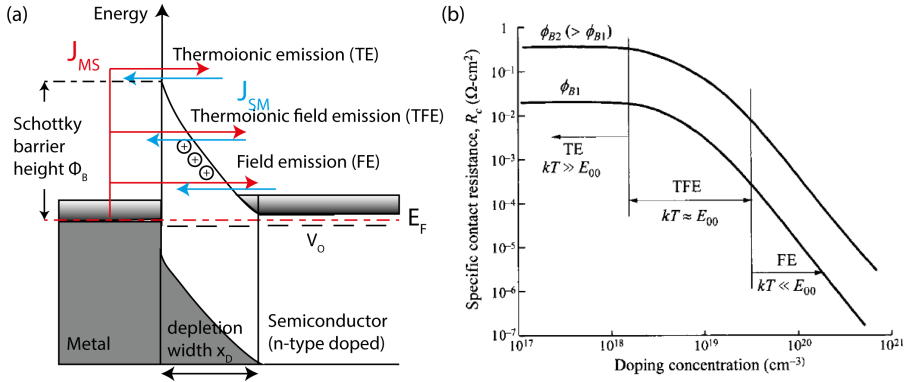 (a)
Energy
J_MS
Thermoionic emission (TE)
J_SM
Thermoionic field emission (TFE)
Schottky
barrier
height Φ_B
+
+
+
Field emission (FE)
E_F
V_O
Metal
depletion
width x_D
Semiconductor
(n-type doped)
(b)
Specific contact resistance, R_c (Ω-cm²)
1
10⁻¹
10⁻²
10⁻³
10⁻⁴
10⁻⁵
10⁻⁶
10⁻⁷
ϕ_B2 (> ϕ_B1)
ϕ_B1
TE
kT ≫ E_00
TFE
kT ≈ E_00
FE
kT ≪ E_00
10¹⁷
10¹⁸
10¹⁹
10²⁰
10²¹
Doping concentration (cm⁻³)